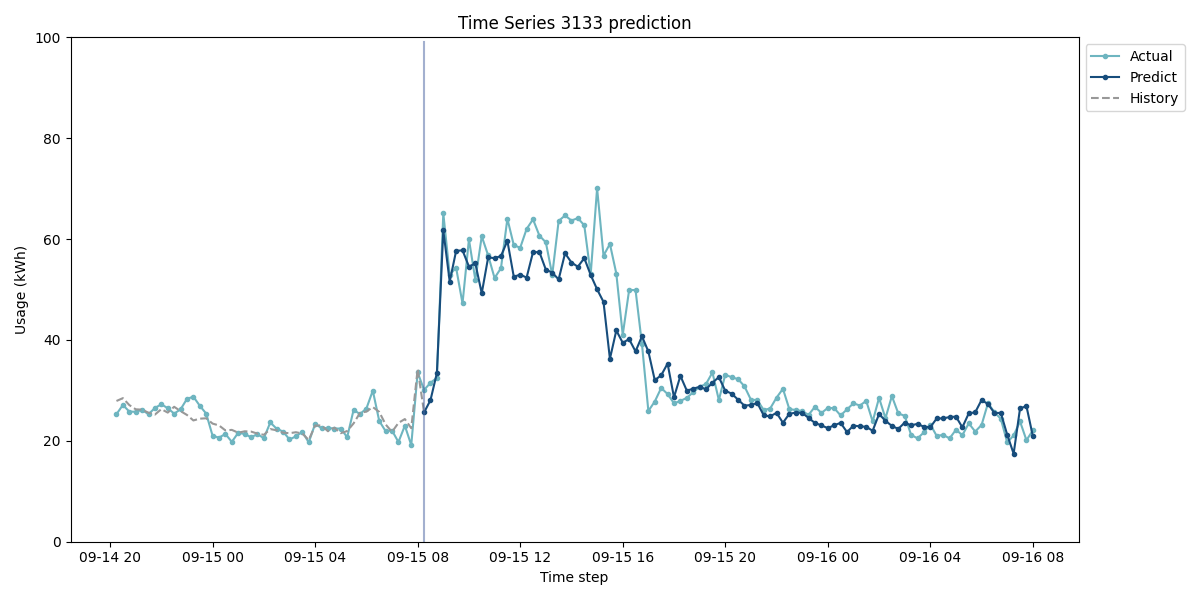 Time Series 3133 prediction
100
80
60
40
20
0
Usage (kWh)
09-14 20
09-15 00
09-15 04
09-15 08
09-15 12
09-15 16
09-15 20
09-16 00
09-16 04
09-16 08
Time step
Actual
Predict
History